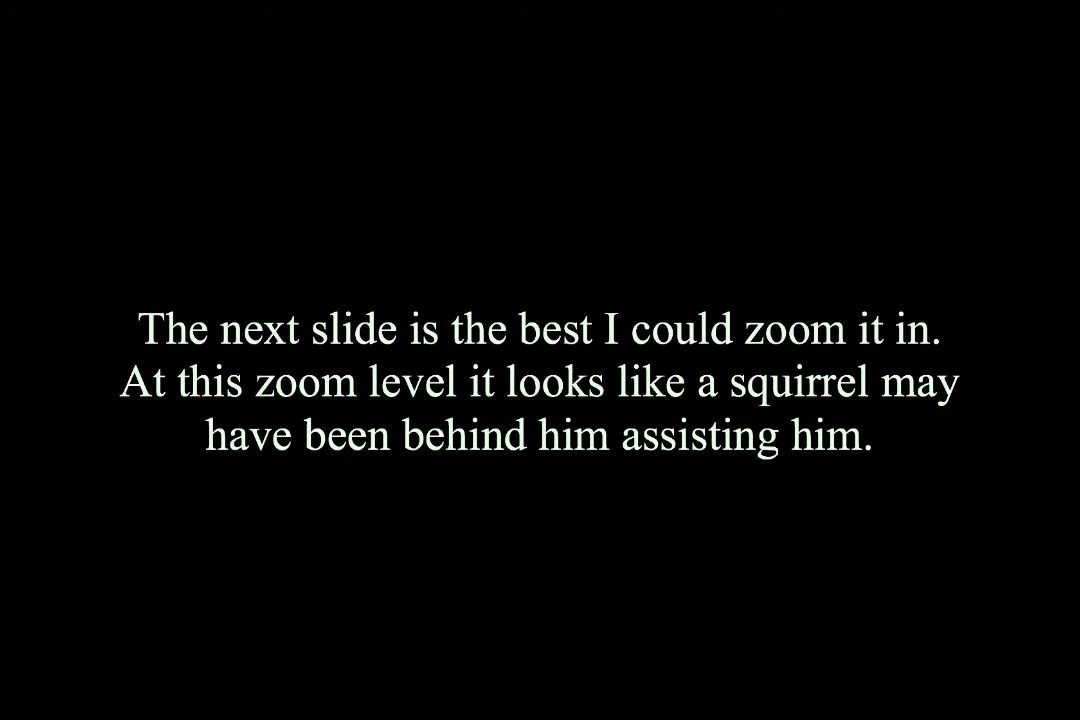 The next slide is the best I could zoom it in.
At this zoom level it looks like a squirrel may
have been behind him assisting him.